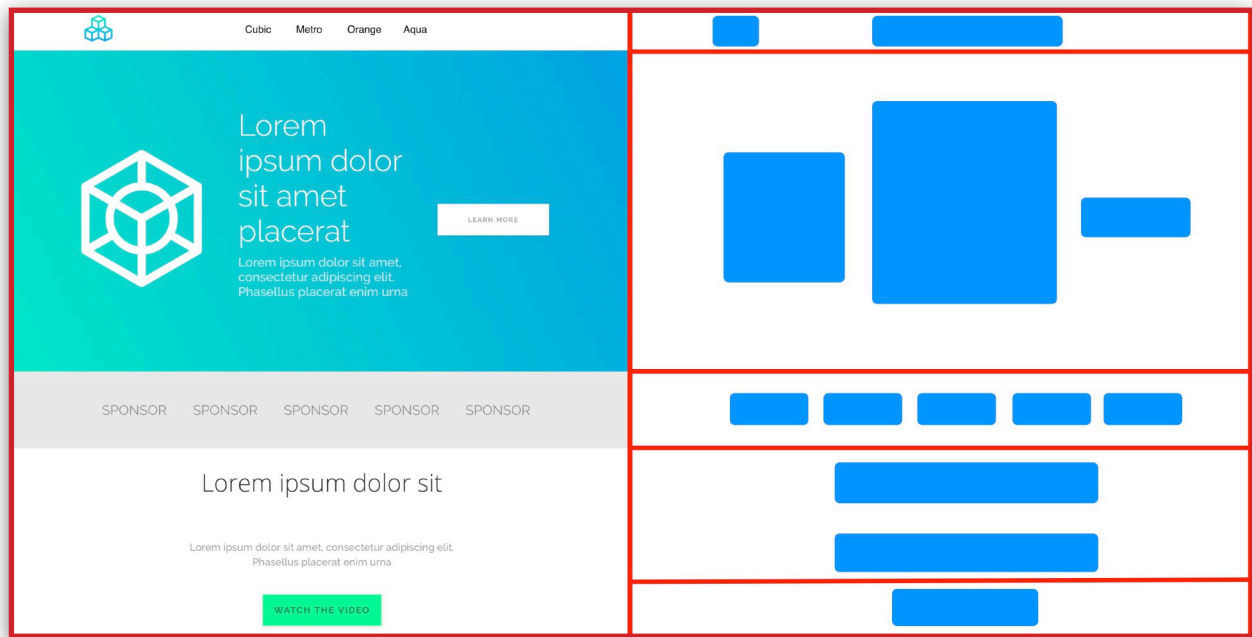 Cubic Metro Orange Aqua
Lorem
ipsum dolor
sit amet
placerat
Lorem ipsum dolor sit amet,
consectetur adipiscing elit.
Phasellus placerat enim urna
LEARN MORE
SPONSOR SPONSOR SPONSOR SPONSOR SPONSOR
Lorem ipsum dolor sit
Lorem ipsum dolor sit amet, consectetur adipiscing elit.
Phasellus placerat enim urna
WATCH THE VIDEO